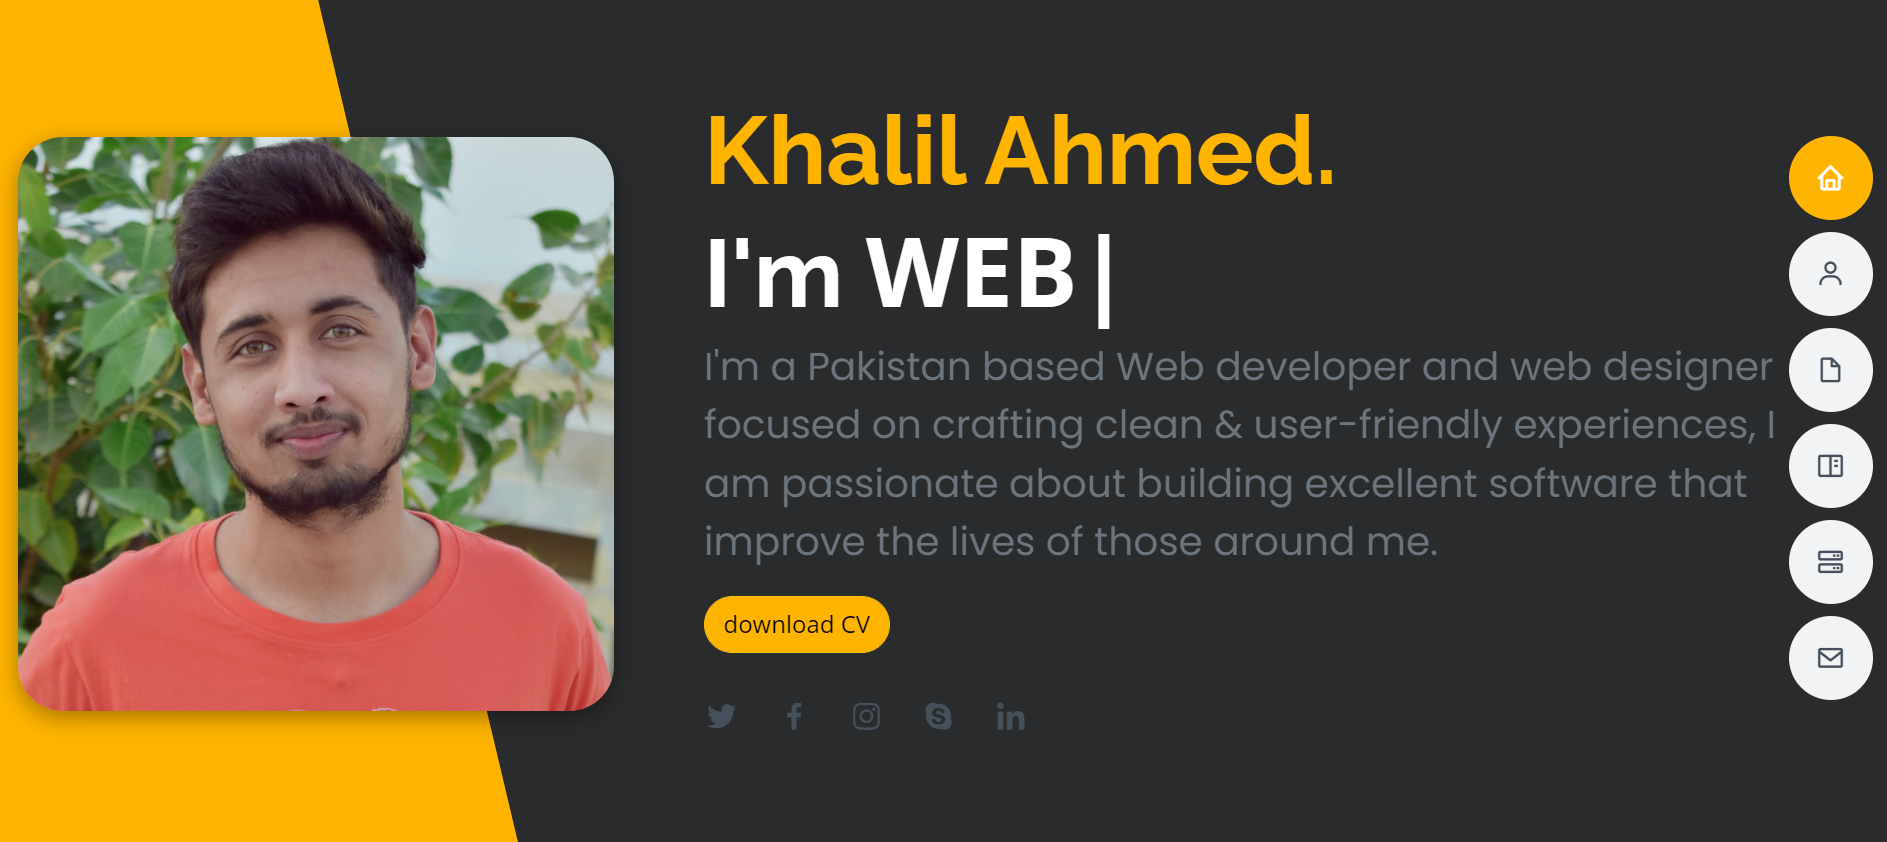 Khalil Ahmed.
I'm WEB|
I'm a Pakistan based Web developer and web designer
focused on crafting clean & user-friendly experiences, I
am passionate about building excellent software that
improve the lives of those around me.
download CV